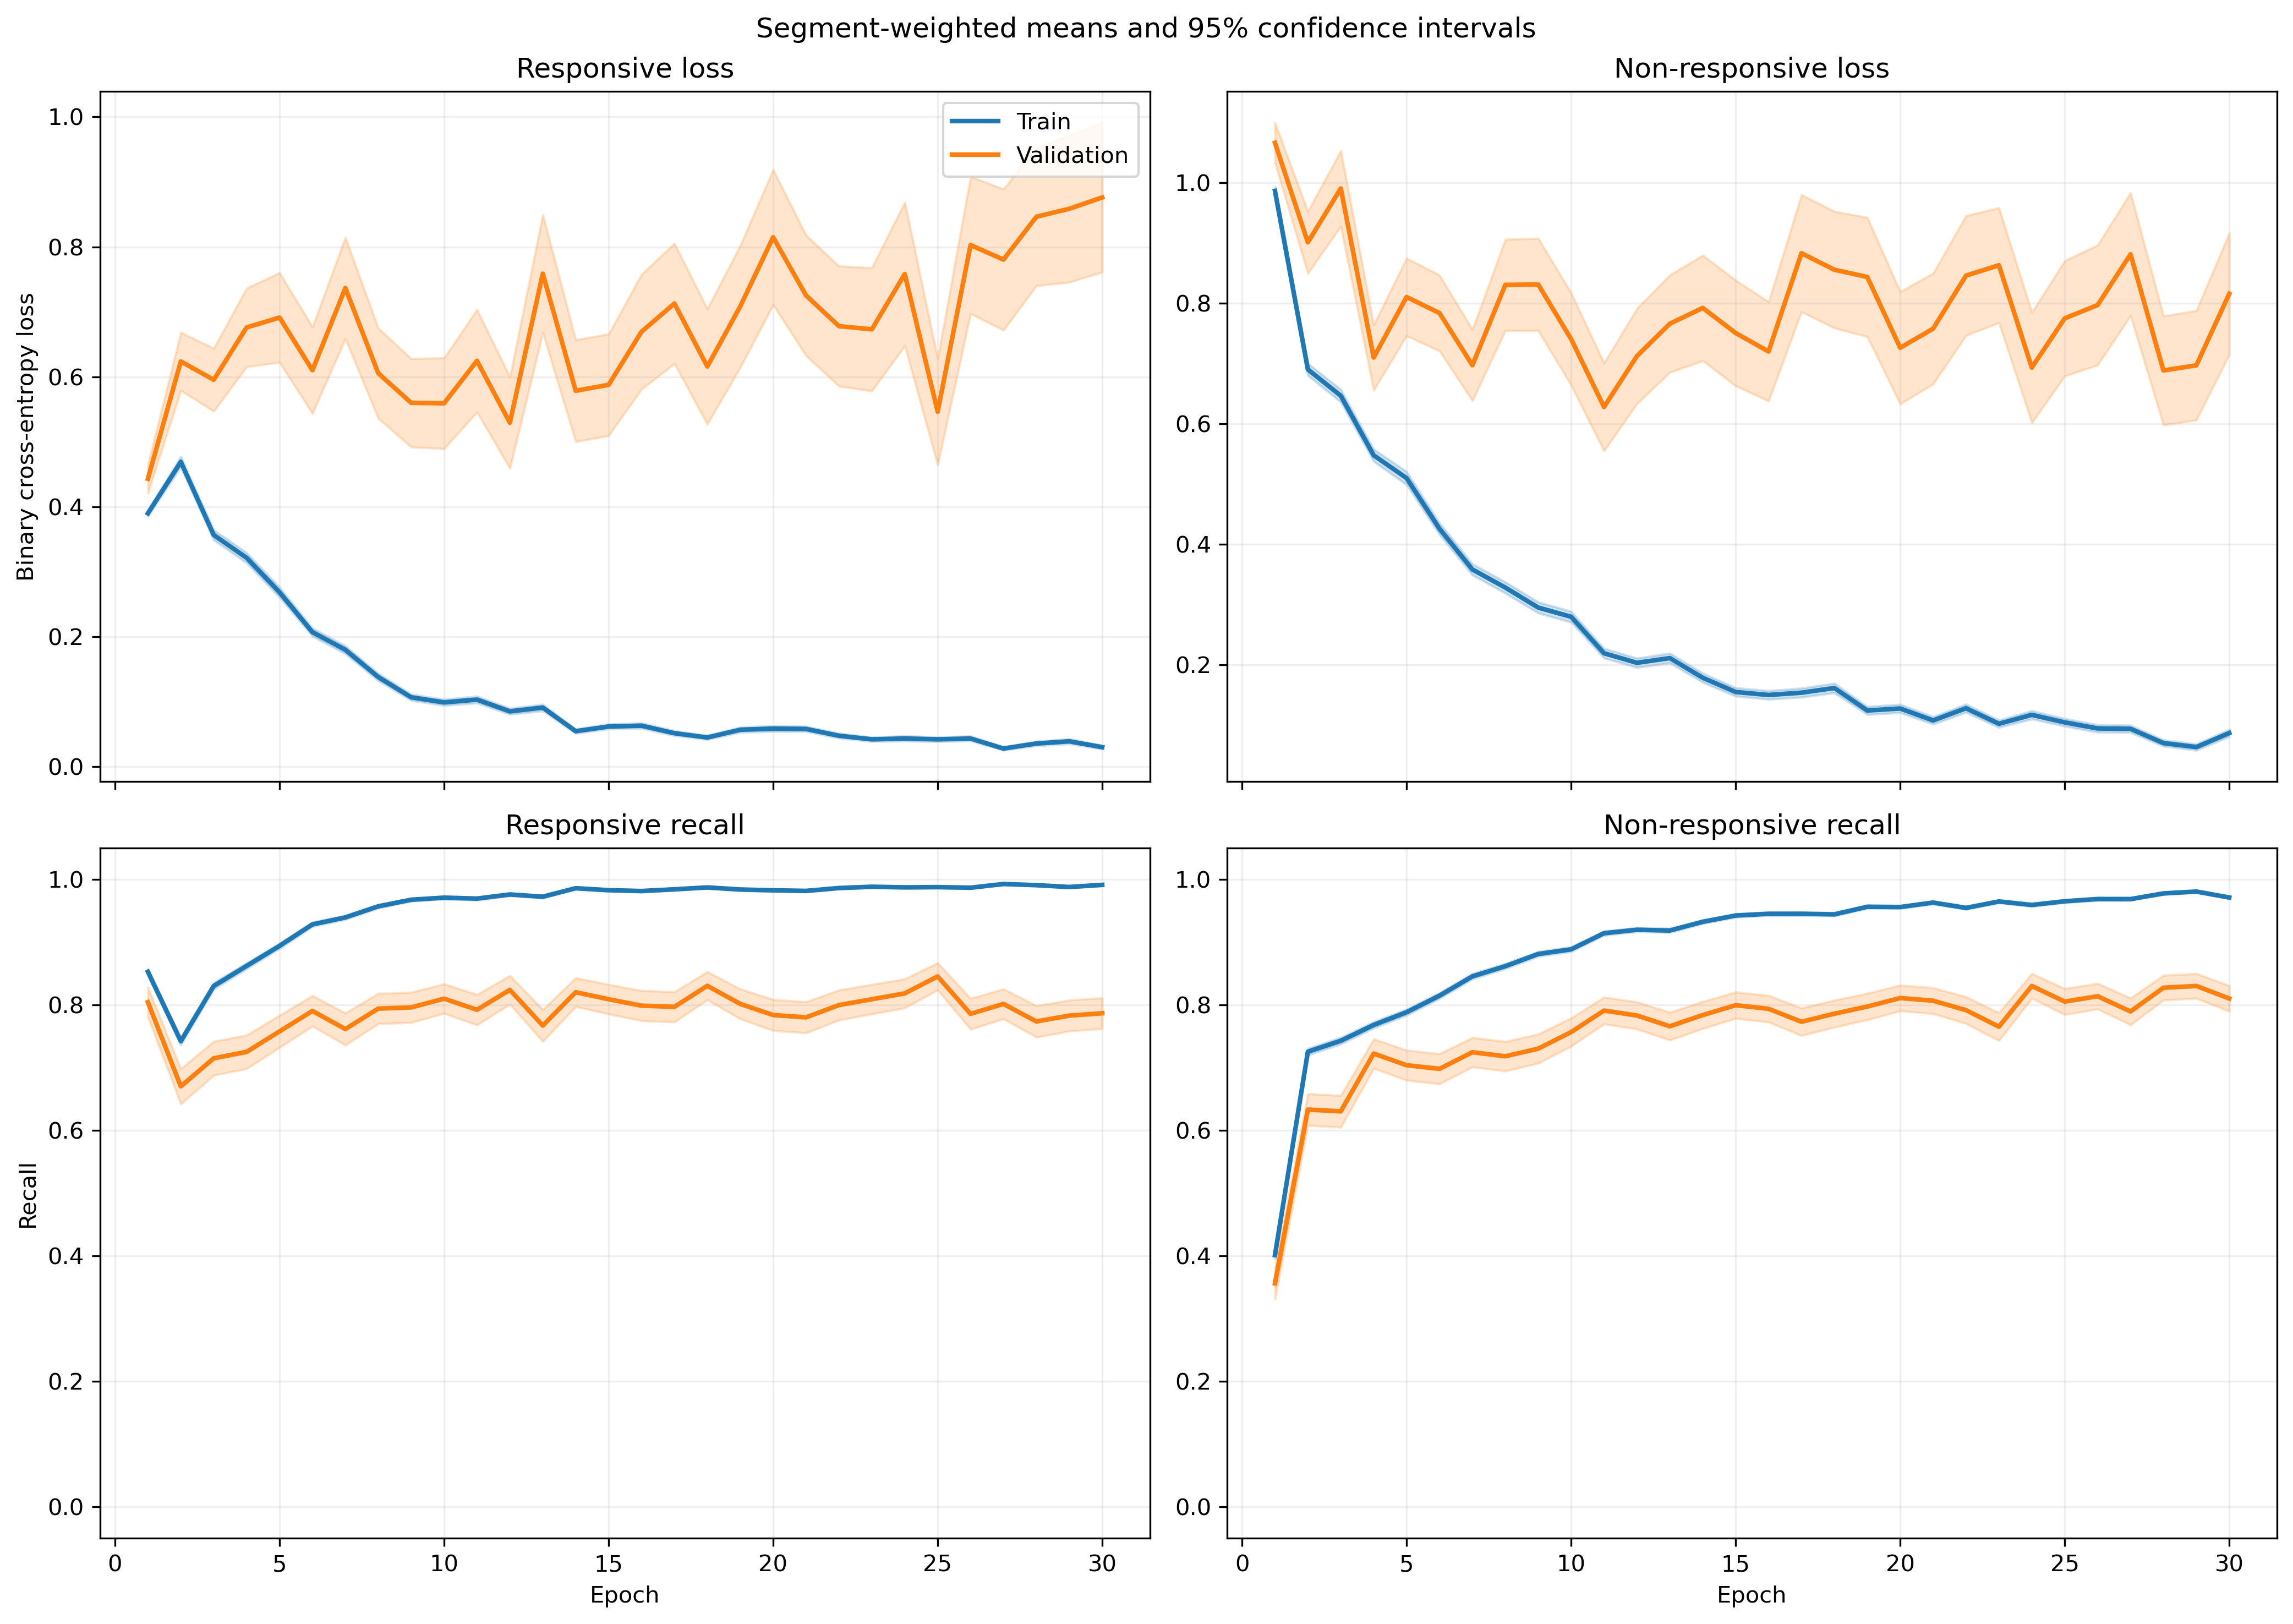 Segment-weighted means and 95% confidence intervals
Responsive loss
Non-responsive loss
Train
Validation
Binary cross-entropy loss
1.0
0.8
0.6
0.4
0.2
0.0
1.0
0.8
0.6
0.4
0.2
Responsive recall
Non-responsive recall
Recall
1.0
0.8
0.6
0.4
0.2
0.0
0 5 10 15 20 25 30
Epoch
1.0
0.8
0.6
0.4
0.2
0.0
0 5 10 15 20 25 30
Epoch